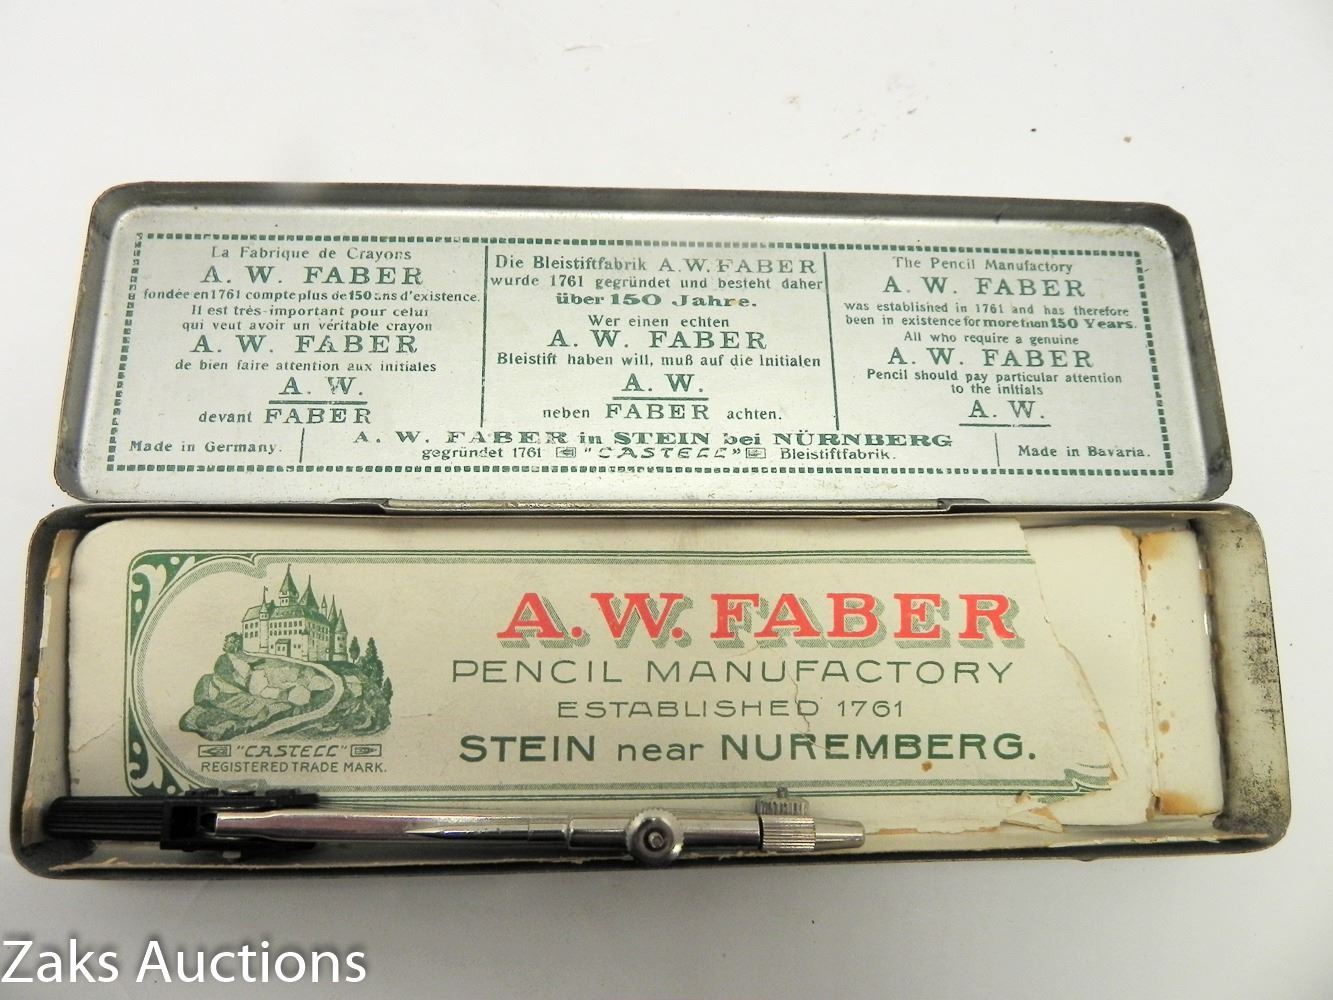 La Fabrique de Crayons
A. W. FABER
fondée en 1761 compte plus de 150 ans d'existence.
Il est très-important pour celui
qui veut avoir un véritable crayon
A. W. FABER
de bien faire attention aux initiales
A. W.
devant FABER
Die Bleistiftfabrik A.W. FABER
wurde 1761 gegründet und besteht daher
über 150 Jahre.
Wer einen echten
A. W. FABER
Bleistift haben will, muß auf die Initialen
A. W.
neben FABER achten.
The Pencil Manufactory
A. W. FABER
was established in 1761 and has therefore
been in existence for more than 150 Years.
All who require a genuine
A. W. FABER
Pencil should pay particular attention
to the initials
A. W.
Made in Germany.
A. W. FABER in STEIN bei NÜRNBERG
gegründet 1761 "CASTELL" Bleistiftfabrik.
Made in Bavaria.
A. W. FABER
PENCIL MANUFACTORY
ESTABLISHED 1761
STEIN near NUREMBERG.
"CASTELL"
REGISTERED TRADE MARK.
Zaks Auctions